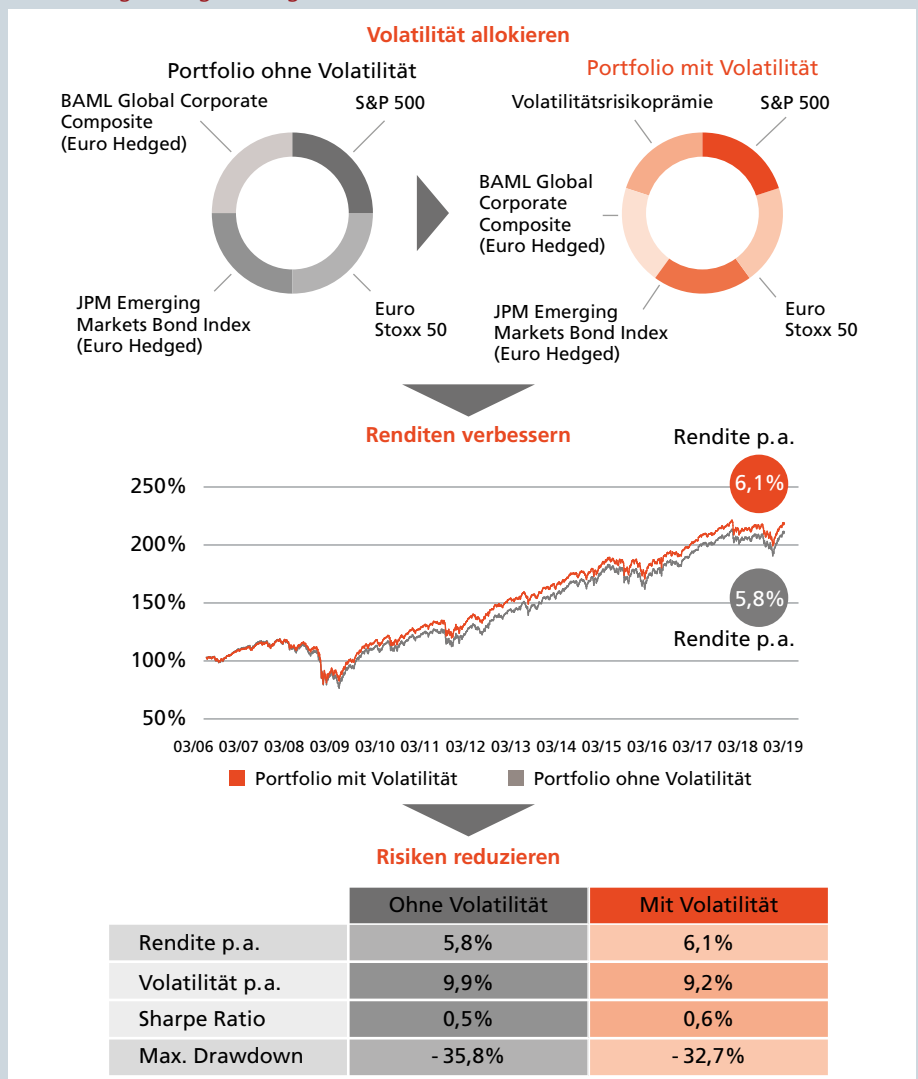 Volatilität allokieren
Portfolio ohne Volatilität
BAML Global Corporate
Composite
(Euro Hedged)
S&P 500
JPM Emerging
Markets Bond Index
(Euro Hedged)
Euro
Stoxx 50
Portfolio mit Volatilität
Volatilitätsrisikoprämie
S&P 500
BAML Global
Corporate
Composite
(Euro Hedged)
JPM Emerging
Markets Bond Index
(Euro Hedged)
Euro
Stoxx 50
Renditen verbessern
Rendite p.a.
6,1%
250%
200%
150%
100%
50%
5,8%
Rendite p.a.
03/06 03/07 03/08 03/09 03/10 03/11 03/12 03/13 03/14 03/15 03/16 03/17 03/18 03/19
Portfolio mit Volatilität Portfolio ohne Volatilität
Risiken reduzieren
Ohne Volatilität Mit Volatilität
Rendite p.a. 5,8% 6,1%
Volatilität p.a. 9,9% 9,2%
Sharpe Ratio 0,5% 0,6%
Max. Drawdown - 35,8% - 32,7%